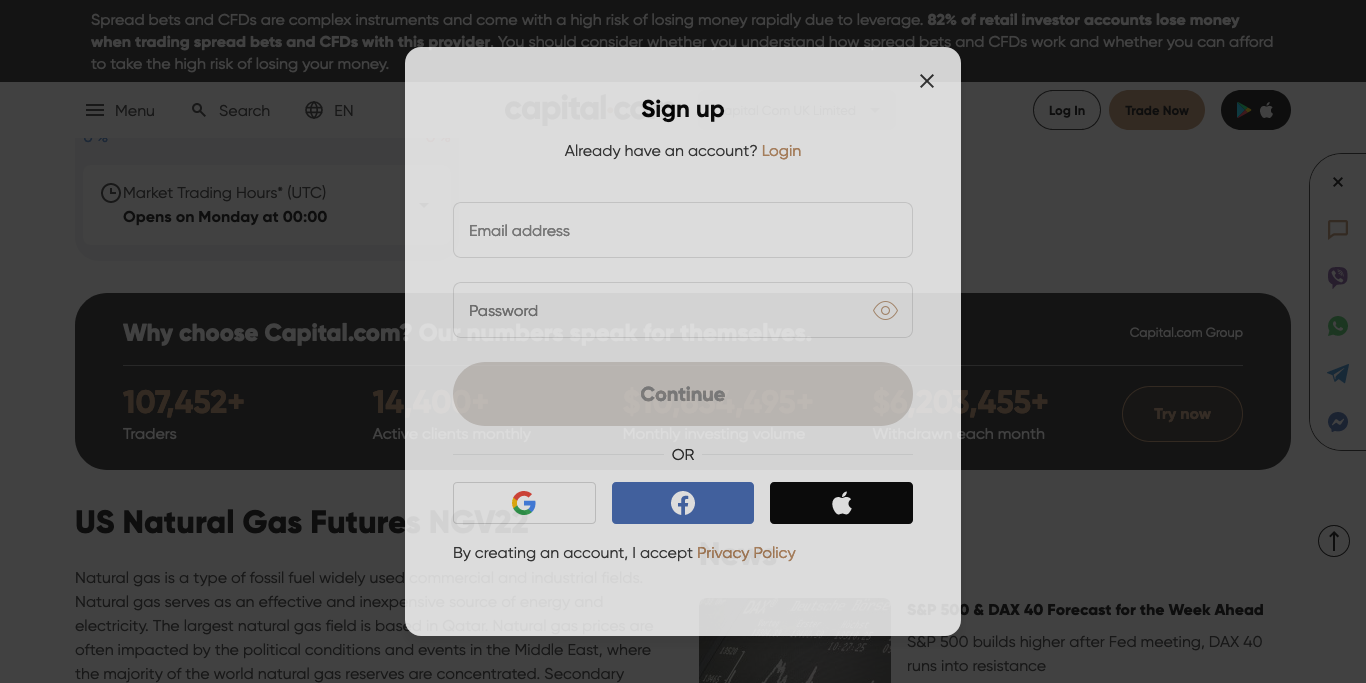 Spread bets and CFDs are complex instruments and come with a high risk of losing money rapidly due to leverage. 82% of retail investor accounts lose money
when trading spread bets and CFDs with this provider. You should consider whether you understand how spread bets and CFDs work and whether you can afford
to take the high risk of losing your money.
Menu
Search
EN
capital.co
Log In
Trade Now
Sign up
Already have an account? Login
Market Trading Hours* (UTC)
Opens on Monday at 00:00
Email address
Password
Why choose Capital.com? Our numbers speak for themselves.
Capital.com Group
107,452+
14,400+
455+
Traders
Active clients monthly
Monthly investing volume
Withdrawn each month
Try now
Continue
OR
By creating an account, I accept Privacy Policy
US Natural Gas Futures NGV22
News
Natural gas is a type of fossil fuel widely used commercial and industrial fields.
Natural gas serves as an effective and inexpensive source of energy and
electricity. The largest natural gas field is based in Qatar. Natural gas prices are
often impacted by the political conditions and events in the Middle East, where
the majority of the world natural gas reserves are concentrated. Secondary
S&P 500 & DAX 40 Forecast for the Week Ahead
S&P 500 builds higher after Fed meeting, DAX 40
runs into resistance